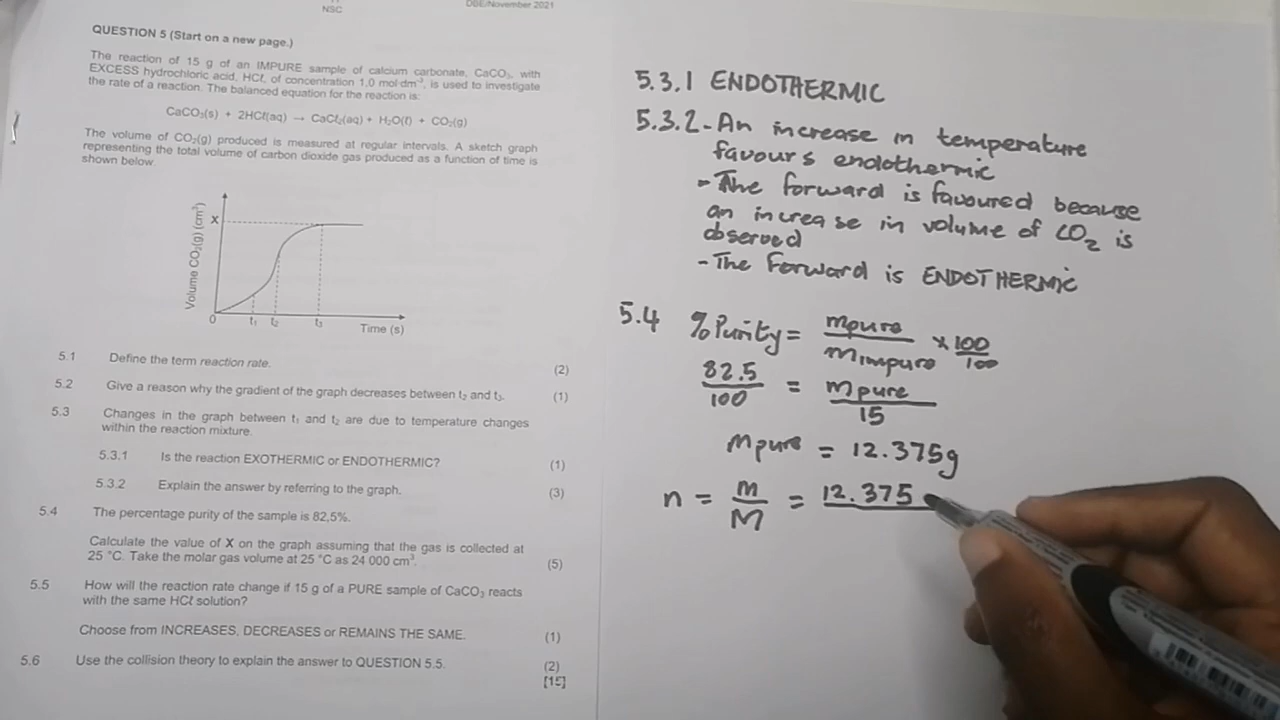 NSC
DBE/November 2021
QUESTION 5 (Start on a new page.)
The reaction of 15 g of an IMPURE sample of calcium carbonate, CaCO₃, with
EXCESS hydrochloric acid, HCℓ, of concentration 1,0 mol·dm⁻³, is used to investigate
the rate of a reaction. The balanced equation for the reaction is:
CaCO₃(s) + 2HCℓ(aq) → CaCℓ₂(aq) + H₂O(ℓ) + CO₂(g)
The volume of CO₂(g) produced is measured at regular intervals. A sketch graph
representing the total volume of carbon dioxide gas produced as a function of time is
shown below.
Volume CO₂(g) (cm³)
X
0
t₁ t₂ t₃
Time (s)
5.1 Define the term reaction rate. (2)
5.2 Give a reason why the gradient of the graph decreases between t₂ and t₃. (1)
5.3 Changes in the graph between t₁ and t₂ are due to temperature changes
within the reaction mixture.
5.3.1 Is the reaction EXOTHERMIC or ENDOTHERMIC? (1)
5.3.2 Explain the answer by referring to the graph. (3)
5.4 The percentage purity of the sample is 82,5%.
Calculate the value of X on the graph assuming that the gas is collected at
25 °C. Take the molar gas volume at 25 °C as 24 000 cm³. (5)
5.5 How will the reaction rate change if 15 g of a PURE sample of CaCO₃ reacts
with the same HCℓ solution?
Choose from INCREASES, DECREASES or REMAINS THE SAME. (1)
5.6 Use the collision theory to explain the answer to QUESTION 5.5. (2)
[15]
5.3.1 ENDOTHERMIC
5.3.2 - An increase in temperature
favours endothermic
- The forward is favoured because
an increase in volume of CO₂ is
observed
- The forward is ENDOTHERMIC
5.4 % Purity = mpure / mimpure × 100/100
82.5/100 = mpure/15
mpure = 12.375g
n = m/M = 12.375